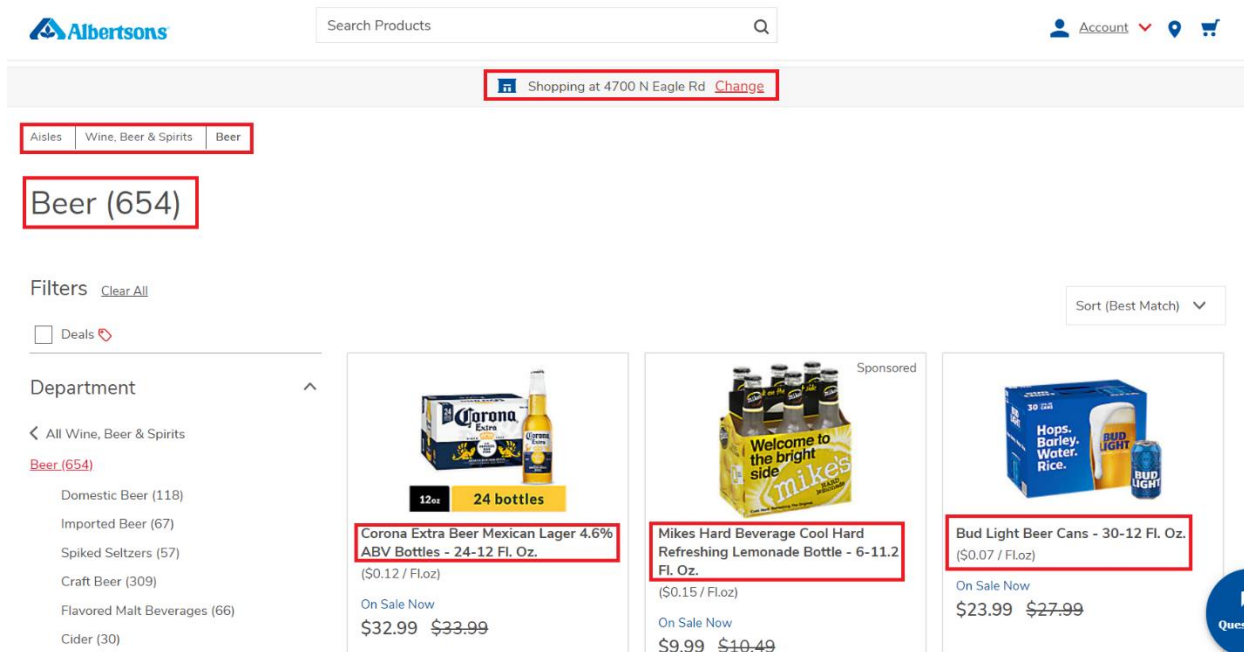 Albertsons
Search Products
Account
Shopping at 4700 N Eagle Rd Change
Aisles Wine, Beer & Spirits Beer
Beer (654)
Filters Clear All
Sort (Best Match)
Deals
Department
All Wine, Beer & Spirits
Beer (654)
Domestic Beer (118)
Imported Beer (67)
Spiked Seltzers (57)
Craft Beer (309)
Flavored Malt Beverages (66)
Cider (30)
Corona
Extra
12oz 24 bottles
Corona Extra Beer Mexican Lager 4.6%
ABV Bottles - 24-12 Fl. Oz.
($0.12 / Fl.oz)
On Sale Now
$32.99 $33.99
Sponsored
Welcome to
the bright
side
mike's
HARD
Mikes Hard Beverage Cool Hard
Refreshing Lemonade Bottle - 6-11.2
Fl. Oz.
($0.15 / Fl.oz)
On Sale Now
$9.99 $10.49
30
Hops.
Barley.
Water.
Rice.
BUD
LIGHT
BUD
LIGHT
Bud Light Beer Cans - 30-12 Fl. Oz.
($0.07 / Fl.oz)
On Sale Now
$23.99 $27.99